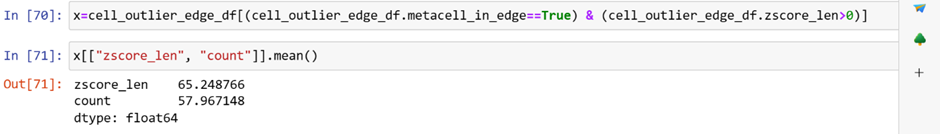 In [70]: x=cell_outlier_edge_df[(cell_outlier_edge_df.metacell_in_edge==True) & (cell_outlier_edge_df.zscore_len>0)]
In [71]: x[["zscore_len", "count"]].mean()
Out[71]: zscore_len    65.248766
count         57.967148
dtype: float64